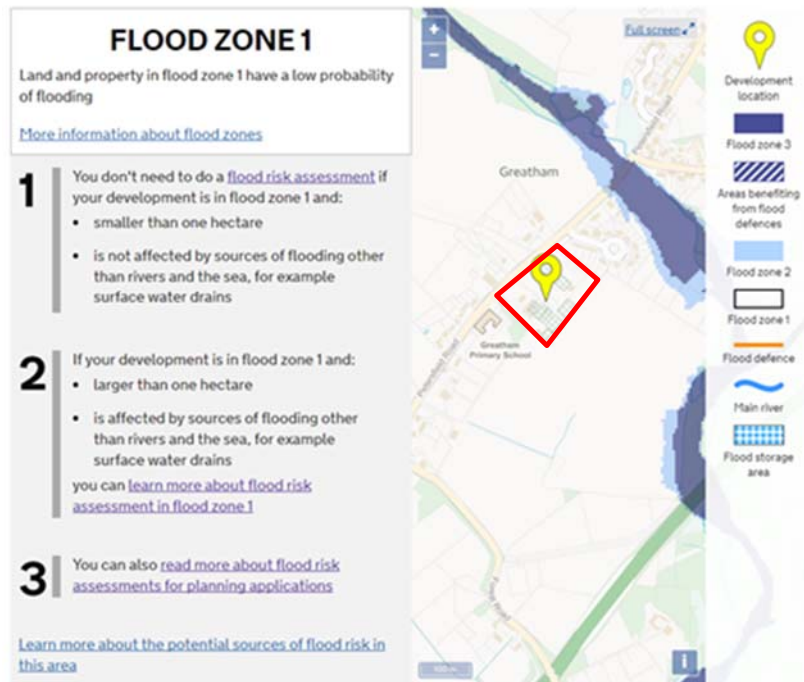 FLOOD ZONE 1
Land and property in flood zone 1 have a low probability
of flooding
More information about flood zones
1
You don't need to do a flood risk assessment if
your development is in flood zone 1 and:
• smaller than one hectare
• is not affected by sources of flooding other
than rivers and the sea, for example
surface water drains
2
If your development is in flood zone 1 and:
• larger than one hectare
• is affected by sources of flooding other
than rivers and the sea, for example
surface water drains
you can learn more about flood risk
assessment in flood zone 1
3
You can also read more about flood risk
assessments for planning applications
Learn more about the potential sources of flood risk in
this area
+
−
Full screen
Petersfield Road
Greatham
Greatham
Primary School
Petersfield Road
Forest Road
100 m
i
Development
location
Flood zone 3
Areas benefiting
from flood
defences
Flood zone 2
Flood zone 1
Flood defence
Main river
Flood storage
area